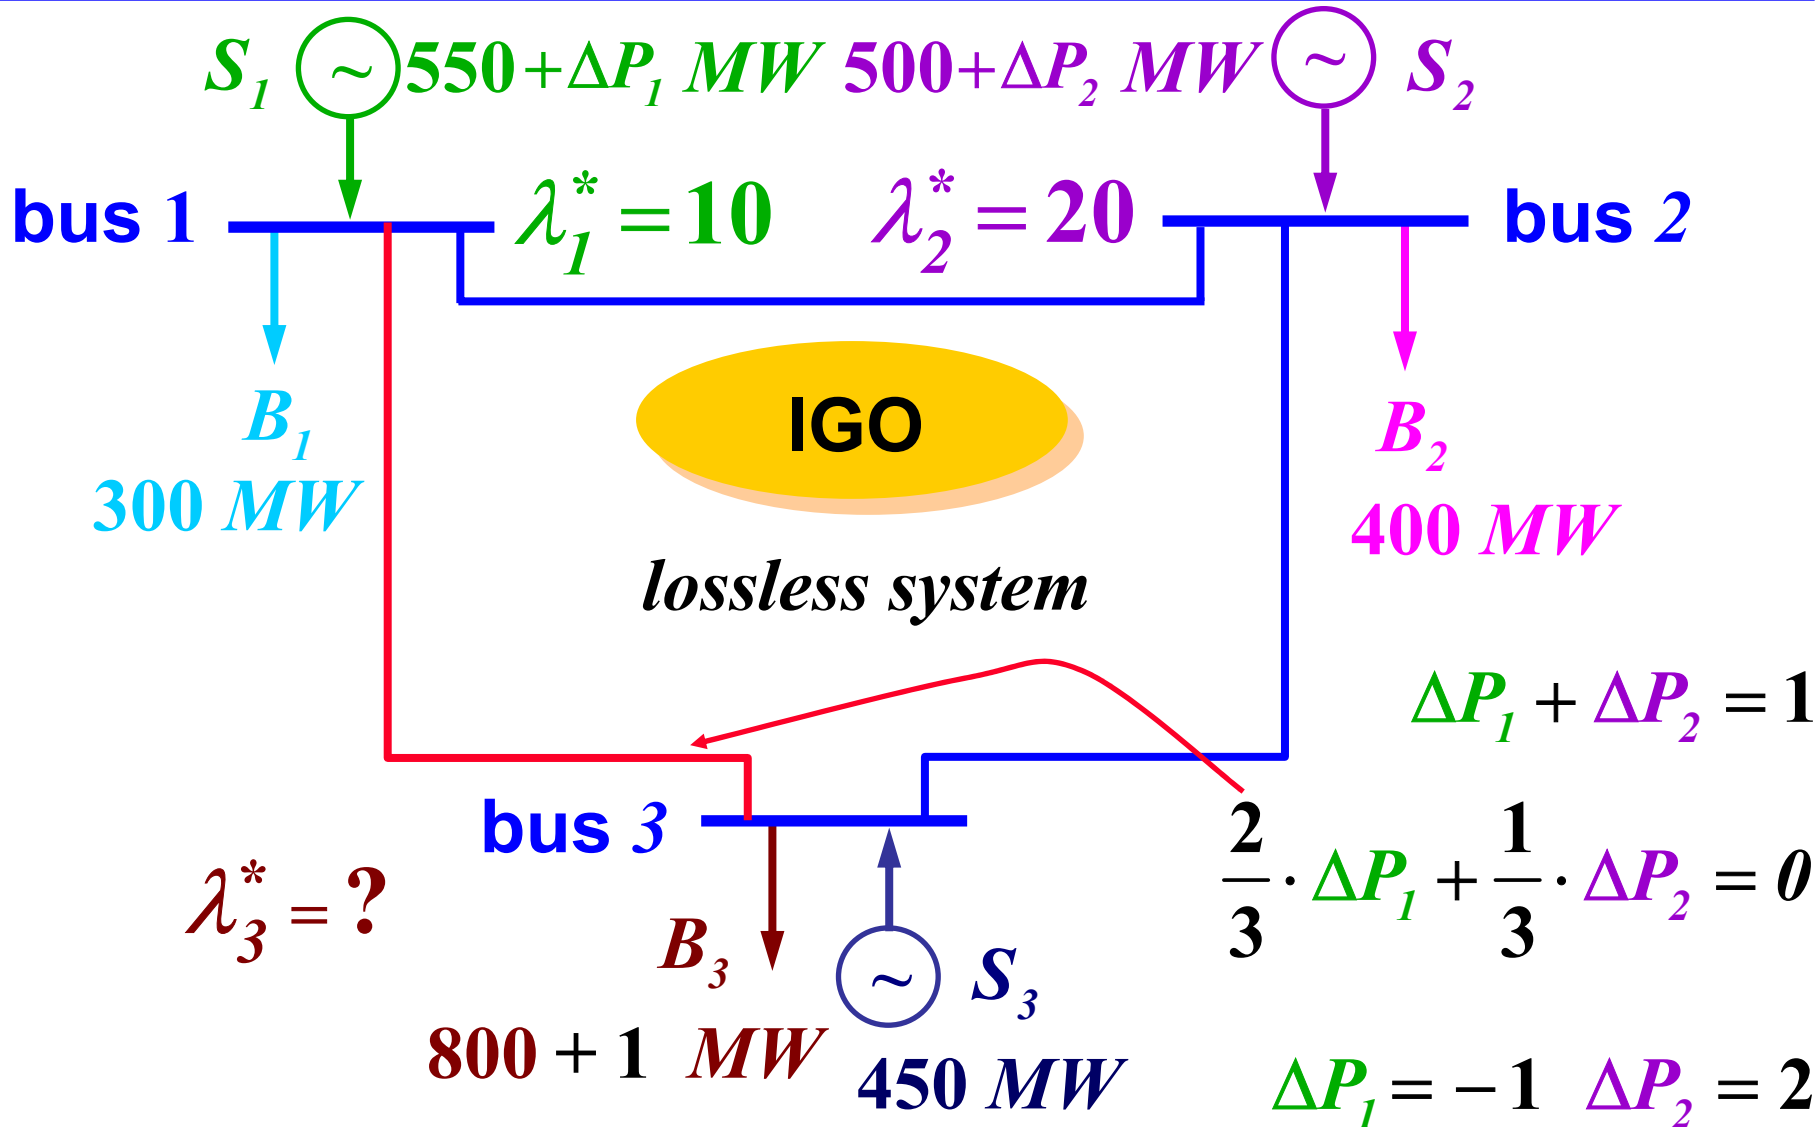 S₁ ~ 550 + ΔP₁ MW 500 + ΔP₂ MW ~ S₂
bus 1 λ₁* = 10 λ₂* = 20 bus 2
IGO
B₁
300 MW
B₂
400 MW
lossless system
ΔP₁ + ΔP₂ = 1
bus 3
2/3 · ΔP₁ + 1/3 · ΔP₂ = 0
λ₃* = ?
B₃
~ S₃
800 + 1 MW
450 MW
ΔP₁ = − 1 ΔP₂ = 2